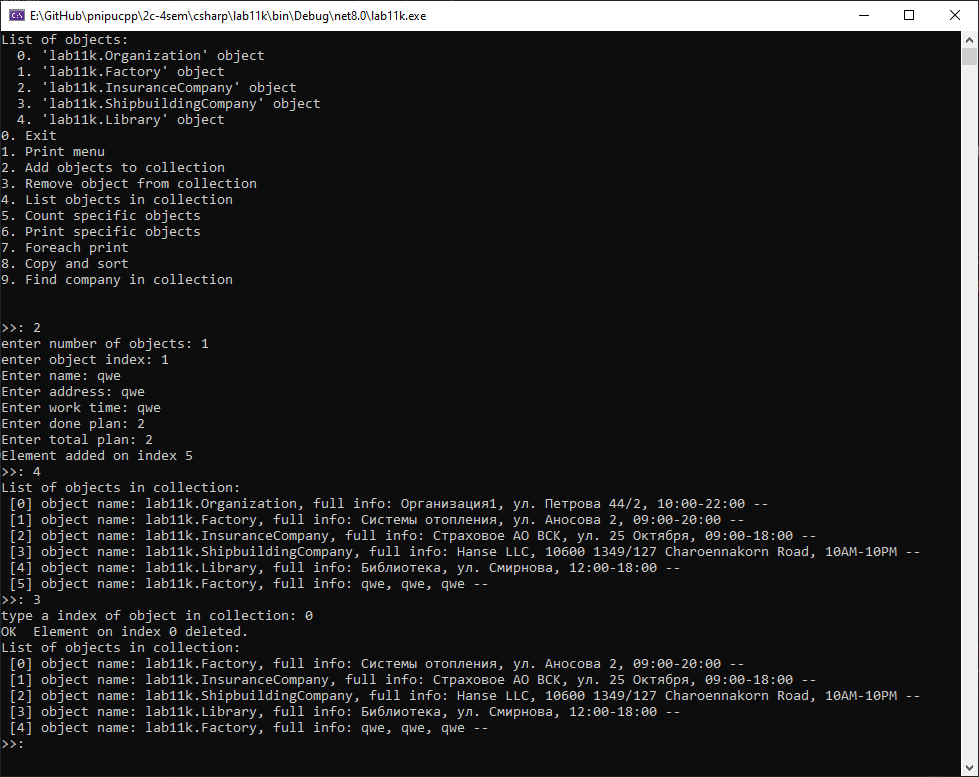 E:\GitHub\pnipucpp\2c-4sem\csharp\lab11k\bin\Debug\net8.0\lab11k.exe
List of objects:
  0. 'lab11k.Organization' object
  1. 'lab11k.Factory' object
  2. 'lab11k.InsuranceCompany' object
  3. 'lab11k.ShipbuildingCompany' object
  4. 'lab11k.Library' object
0. Exit
1. Print menu
2. Add objects to collection
3. Remove object from collection
4. List objects in collection
5. Count specific objects
6. Print specific objects
7. Foreach print
8. Copy and sort
9. Find company in collection
>>: 2
enter number of objects: 1
enter object index: 1
Enter name: qwe
Enter address: qwe
Enter work time: qwe
Enter done plan: 2
Enter total plan: 2
Element added on index 5
>>: 4
List of objects in collection:
 [0] object name: lab11k.Organization, full info: Организация1, ул. Петрова 44/2, 10:00-22:00 --
 [1] object name: lab11k.Factory, full info: Системы отопления, ул. Аносова 2, 09:00-20:00 --
 [2] object name: lab11k.InsuranceCompany, full info: Страховое АО ВСК, ул. 25 Октября, 09:00-18:00 --
 [3] object name: lab11k.ShipbuildingCompany, full info: Hanse LLC, 10600 1349/127 Charoennakorn Road, 10AM-10PM --
 [4] object name: lab11k.Library, full info: Библиотека, ул. Смирнова, 12:00-18:00 --
 [5] object name: lab11k.Factory, full info: qwe, qwe, qwe --
>>: 3
type a index of object in collection: 0
OK  Element on index 0 deleted.
List of objects in collection:
 [0] object name: lab11k.Factory, full info: Системы отопления, ул. Аносова 2, 09:00-20:00 --
 [1] object name: lab11k.InsuranceCompany, full info: Страховое АО ВСК, ул. 25 Октября, 09:00-18:00 --
 [2] object name: lab11k.ShipbuildingCompany, full info: Hanse LLC, 10600 1349/127 Charoennakorn Road, 10AM-10PM --
 [3] object name: lab11k.Library, full info: Библиотека, ул. Смирнова, 12:00-18:00 --
 [4] object name: lab11k.Factory, full info: qwe, qwe, qwe --
>>: